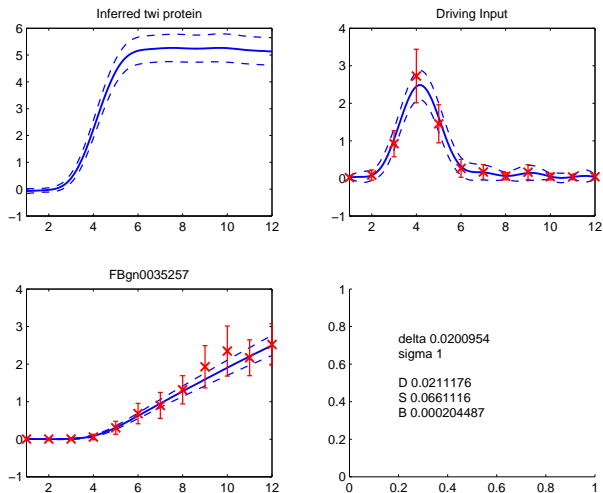 Inferred twi protein
6
5
4
3
2
1
0
−1
2 4 6 8 10 12
Driving Input
4
3
2
1
0
−1
2 4 6 8 10 12
FBgn0035257
4
3
2
1
0
−1
2 4 6 8 10 12
1
0.8
0.6
0.4
0.2
0
0 0.2 0.4 0.6 0.8 1
delta 0.0200954
sigma 1
D 0.0211176
S 0.0661116
B 0.000204487